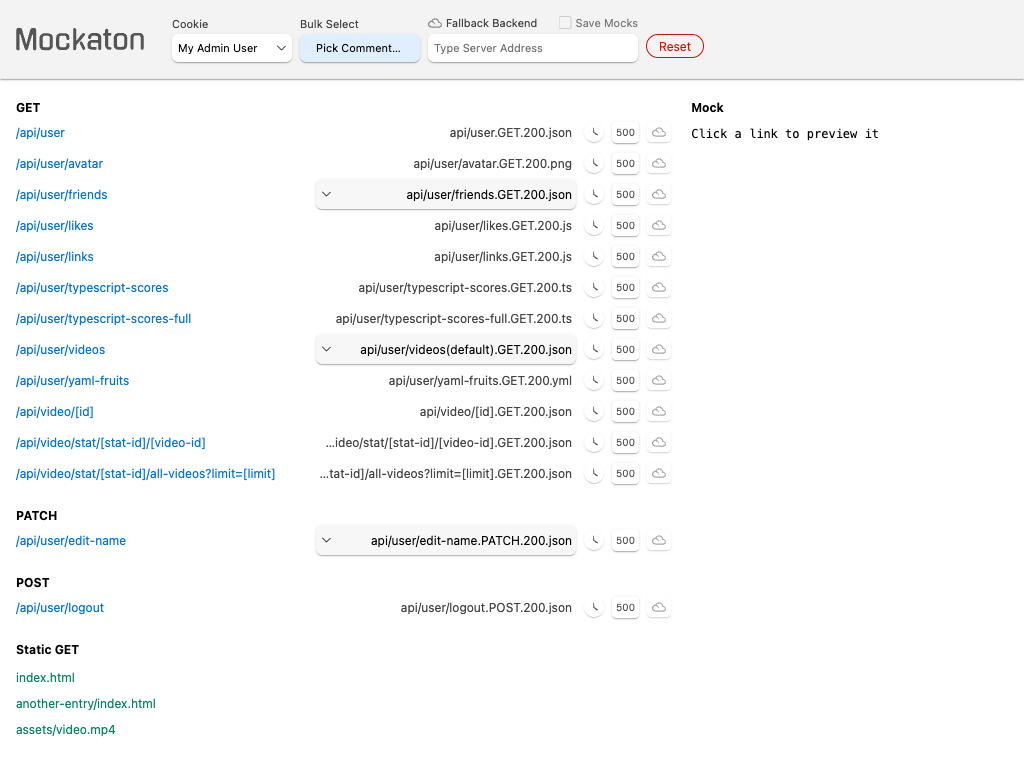 Mockaton
Cookie
My Admin User
Bulk Select
Pick Comment...
Fallback Backend
Save Mocks
Type Server Address
Reset
GET
/api/user api/user.GET.200.json 500
/api/user/avatar api/user/avatar.GET.200.png 500
/api/user/friends api/user/friends.GET.200.json 500
/api/user/likes api/user/likes.GET.200.js 500
/api/user/links api/user/links.GET.200.js 500
/api/user/typescript-scores api/user/typescript-scores.GET.200.ts 500
/api/user/typescript-scores-full api/user/typescript-scores-full.GET.200.ts 500
/api/user/videos api/user/videos(default).GET.200.json 500
/api/user/yaml-fruits api/user/yaml-fruits.GET.200.yml 500
/api/video/[id] api/video/[id].GET.200.json 500
/api/video/stat/[stat-id]/[video-id] ...ideo/stat/[stat-id]/[video-id].GET.200.json 500
/api/video/stat/[stat-id]/all-videos?limit=[limit] ...tat-id]/all-videos?limit=[limit].GET.200.json 500
PATCH
/api/user/edit-name api/user/edit-name.PATCH.200.json 500
POST
/api/user/logout api/user/logout.POST.200.json 500
Static GET
index.html
another-entry/index.html
assets/video.mp4
Mock
Click a link to preview it